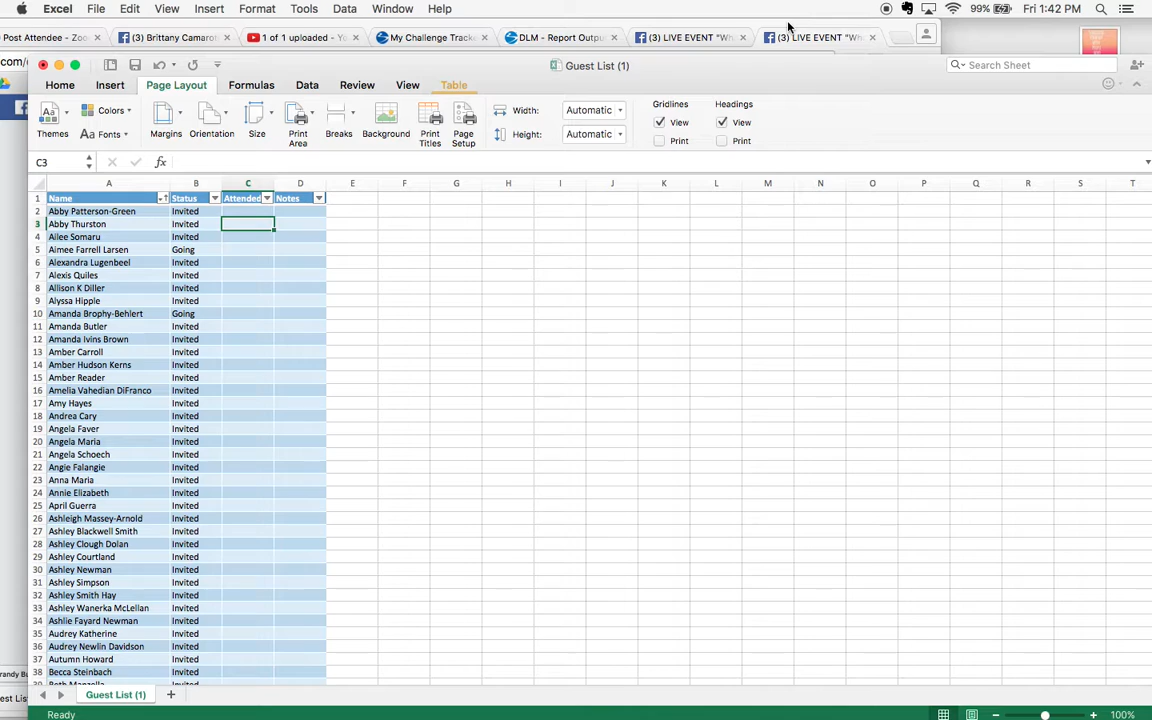 Excel File Edit View Insert Format Tools Data Window Help 99% Fri 1:42 PM
Post Attendee - Zoom (3) Brittany Camarot 1 of 1 uploaded - Yo My Challenge Tracke DLM - Report Outpu (3) LIVE EVENT "Wh (3) LIVE EVENT "Wh
.com/
Guest List (1) Search Sheet
Home Insert Page Layout Formulas Data Review View Table
Colors Width: Automatic Gridlines Headings
View View
Fonts Height: Automatic
Themes Margins Orientation Size Print Area Breaks Background Print Titles Page Setup Print Print
C3 fx
A B C D E F G H I J K L M N O P Q R S T
1 Name Status Attended Notes
2 Abby Patterson-Green Invited
3 Abby Thurston Invited
4 Ailee Somaru Invited
5 Aimee Farrell Larsen Going
6 Alexandra Lugenbeel Invited
7 Alexis Quiles Invited
8 Allison K Diller Invited
9 Alyssa Hipple Invited
10 Amanda Brophy-Behlert Going
11 Amanda Butler Invited
12 Amanda Ivins Brown Invited
13 Amber Carroll Invited
14 Amber Hudson Kerns Invited
15 Amber Reader Invited
16 Amelia Vahedian DiFranco Invited
17 Amy Hayes Invited
18 Andrea Cary Invited
19 Angela Faver Invited
20 Angela Maria Invited
21 Angela Schoech Invited
22 Angie Falangie Invited
23 Anna Maria Invited
24 Annie Elizabeth Invited
25 April Guerra Invited
26 Ashleigh Massey-Arnold Invited
27 Ashley Blackwell Smith Invited
28 Ashley Clough Dolan Invited
29 Ashley Courtland Invited
30 Ashley Newman Invited
31 Ashley Simpson Invited
32 Ashley Smith Hay Invited
33 Ashley Wanerka McLellan Invited
34 Ashlie Fayard Newman Invited
35 Audrey Katherine Invited
36 Audrey Newlin Davidson Invited
37 Autumn Howard Invited
38 Becca Steinbach Invited
Guest List (1)
Ready 100%